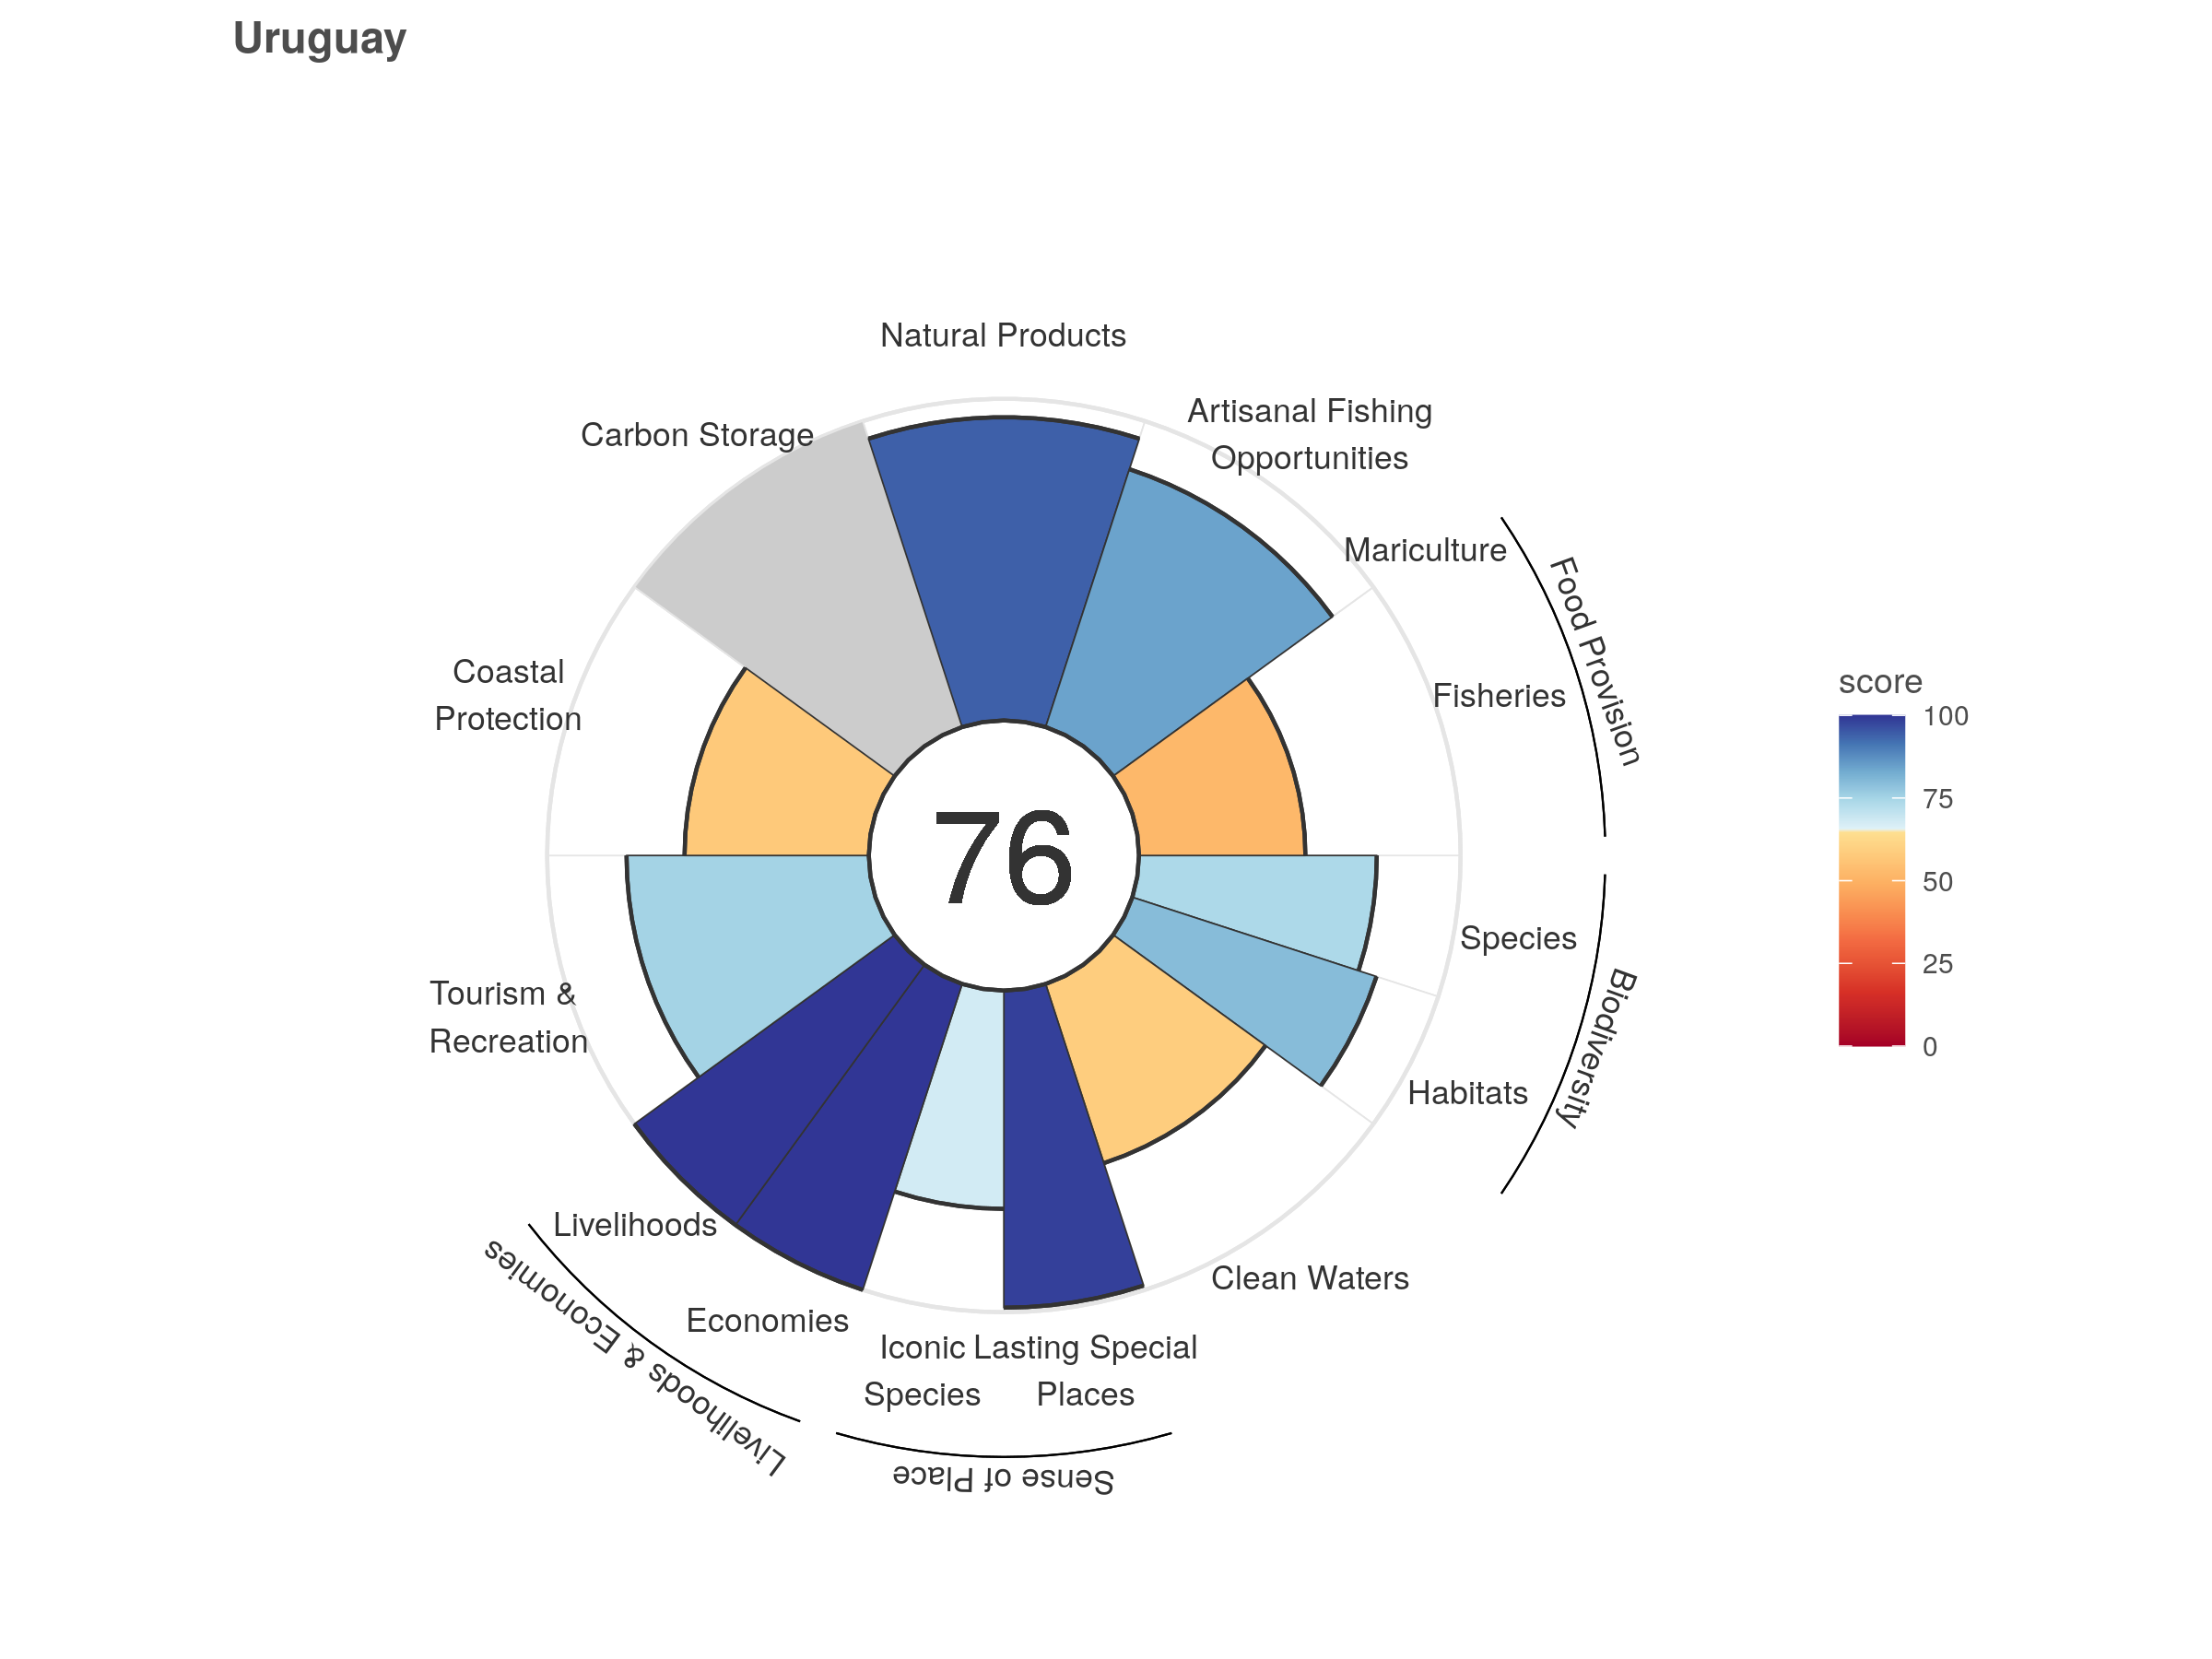 Uruguay
Natural Products
Artisanal Fishing
Opportunities
Carbon Storage
Mariculture
Food Provision
Fisheries
Coastal
Protection
76
Species
Biodiversity
Habitats
Tourism &
Recreation
Clean Waters
Livelihoods
Economies
Livelihoods & Economies
Iconic
Species
Lasting Special
Places
Sense of Place
score
100
75
50
25
0